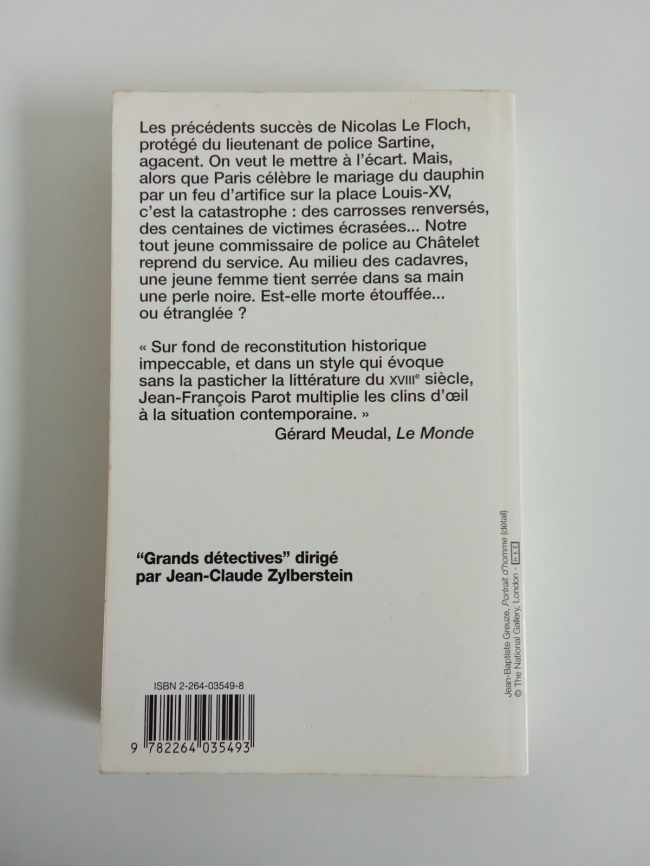 Les précédents succès de Nicolas Le Floch,
protégé du lieutenant de police Sartine,
agacent. On veut le mettre à l'écart. Mais,
alors que Paris célèbre le mariage du dauphin
par un feu d'artifice sur la place Louis-XV,
c'est la catastrophe : des carrosses renversés,
des centaines de victimes écrasées... Notre
tout jeune commissaire de police au Châtelet
reprend du service. Au milieu des cadavres,
une jeune femme tient serrée dans sa main
une perle noire. Est-elle morte étouffée...
ou étranglée ?
« Sur fond de reconstitution historique
impeccable, et dans un style qui évoque
sans la pasticher la littérature du XVIIIe siècle,
Jean-François Parot multiplie les clins d'œil
à la situation contemporaine. »
Gérard Meudal, Le Monde
"Grands détectives" dirigé
par Jean-Claude Zylberstein
Jean-Baptiste Greuze, Portrait d'homme (détail)
© The National Gallery, London -
ISBN 2-264-03549-8
9 782264 035493